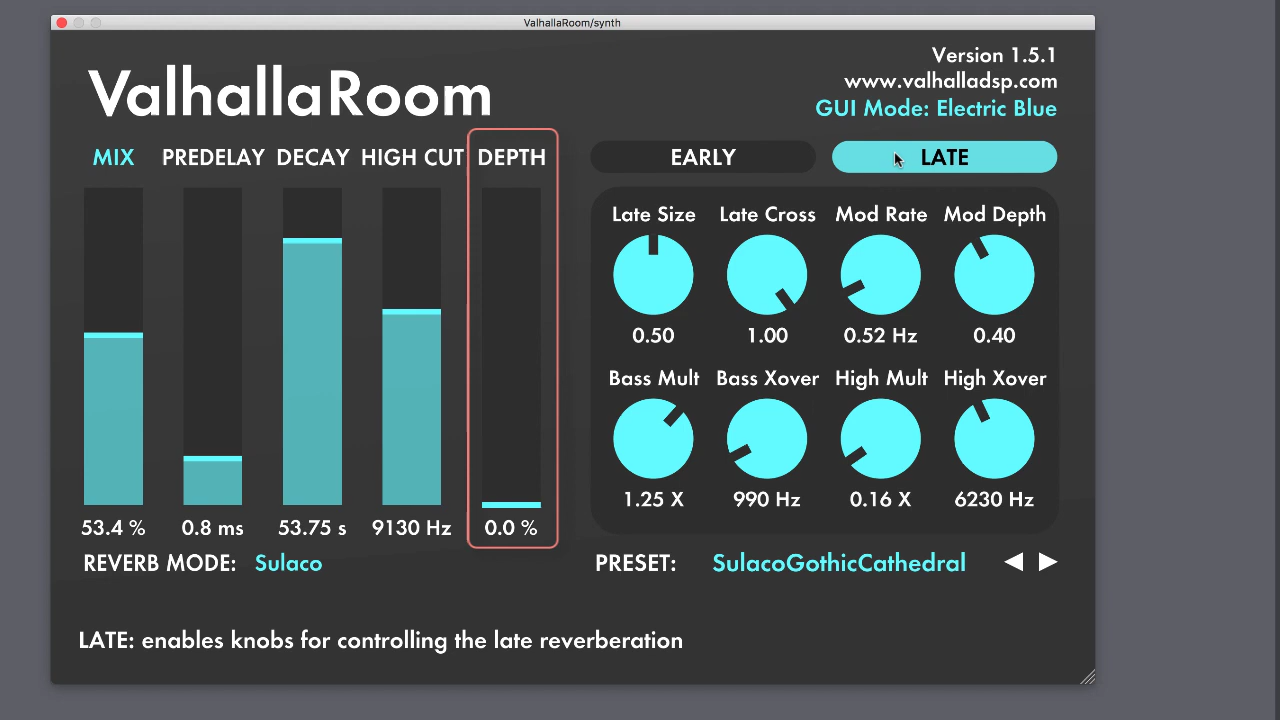 ValhallaRoom/synth
ValhallaRoom
Version 1.5.1
www.valhalladsp.com
GUI Mode: Electric Blue
MIX PREDELAY DECAY HIGH CUT DEPTH
EARLY LATE
Late Size Late Cross Mod Rate Mod Depth
0.50 1.00 0.52 Hz 0.40
Bass Mult Bass Xover High Mult High Xover
1.25 X 990 Hz 0.16 X 6230 Hz
53.4 % 0.8 ms 53.75 s 9130 Hz 0.0 %
REVERB MODE: Sulaco
PRESET: SulacoGothicCathedral
LATE: enables knobs for controlling the late reverberation